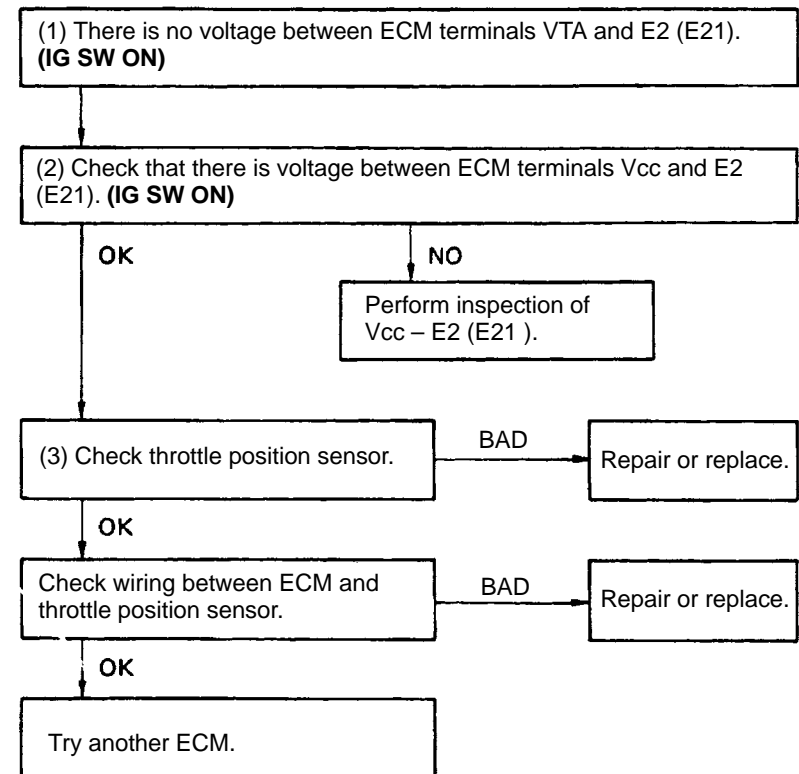 (1) There is no voltage between ECM terminals VTA and E2 (E21).
(IG SW ON)
(2) Check that there is voltage between ECM terminals Vcc and E2
(E21). (IG SW ON)
OK
NO
Perform inspection of
Vcc – E2 (E21 ).
(3) Check throttle position sensor.
BAD
Repair or replace.
OK
Check wiring between ECM and
throttle position sensor.
BAD
Repair or replace.
OK
Try another ECM.